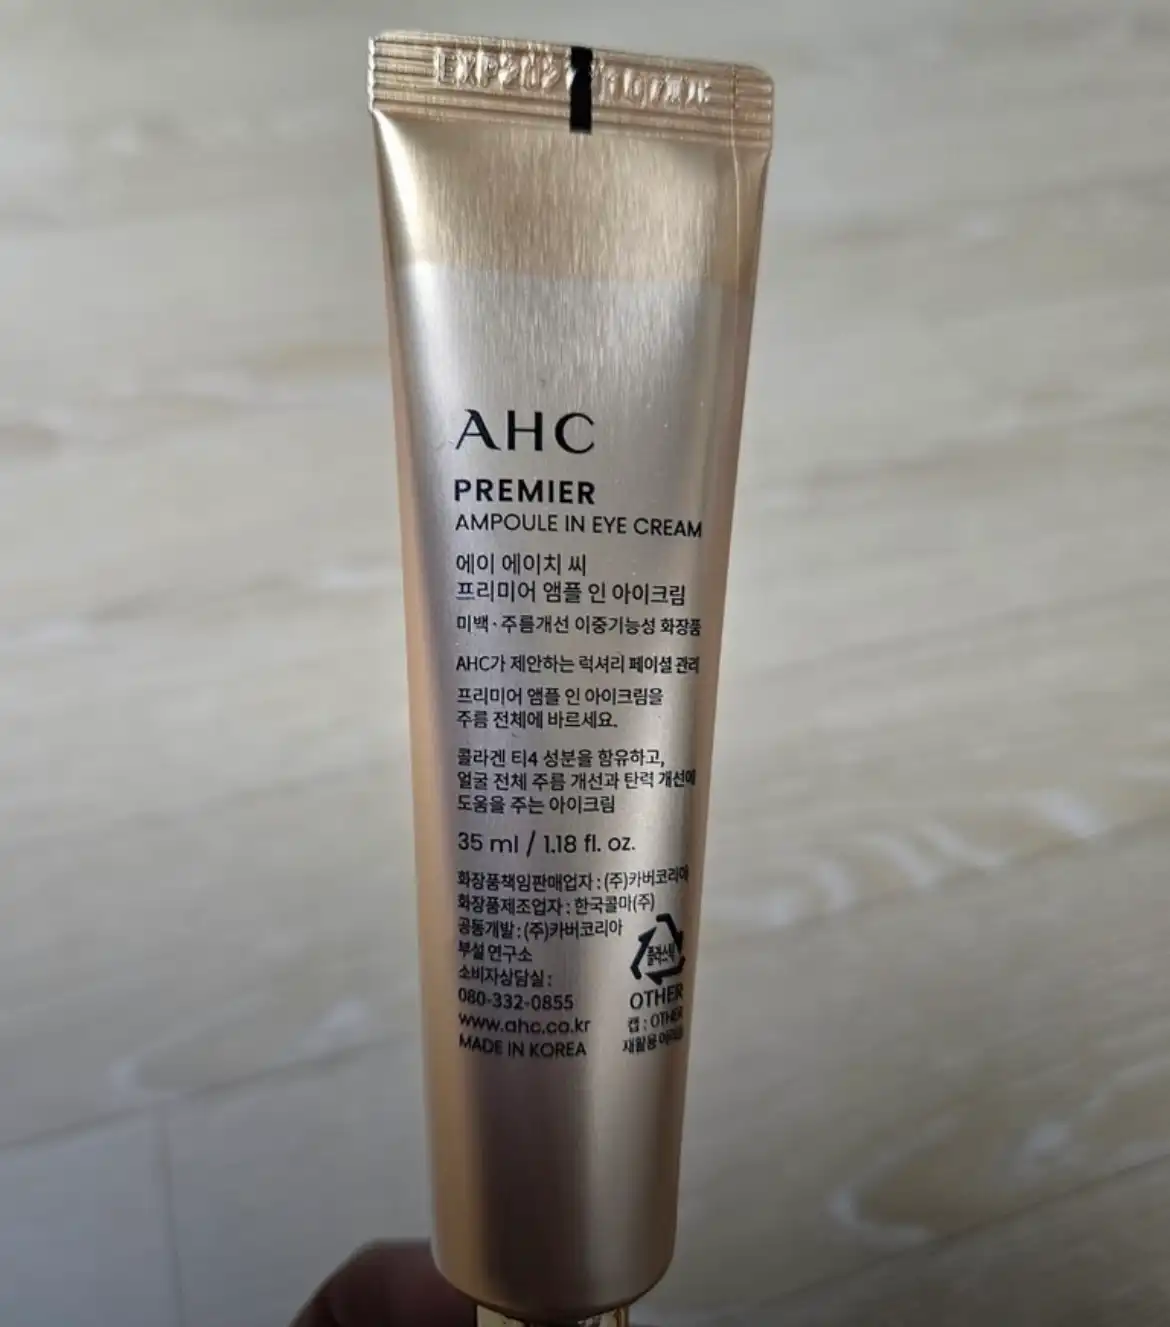 AHC
PREMIER
AMPOULE IN EYE CREAM
에이 에이치 씨
프리미어 앰플 인 아이크림
미백·주름개선 이중기능성 화장품
AHC가 제안하는 럭셔리 페이셜 관리
프리미어 앰플 인 아이크림을
주름 전체에 바르세요.
콜라겐 티4 성분을 함유하고,
얼굴 전체 주름 개선과 탄력 개선에
도움을 주는 아이크림
35 ml / 1.18 fl. oz.
화장품책임판매업자 : (주)카버코리아
화장품제조업자 : 한국콜마(주)
공동개발 : (주)카버코리아
부설 연구소
소비자상담실 :
080-332-0855
www.ahc.co.kr
MADE IN KOREA
플라스틱
OTHER
캡 : OTHER
재활용